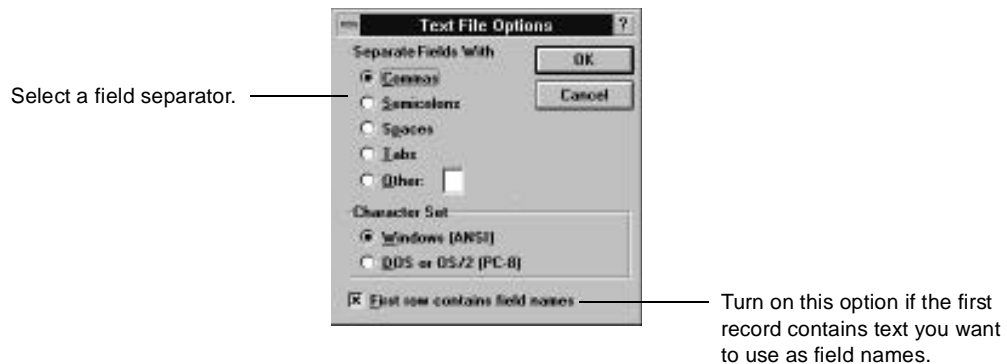 Text File Options
?
Separate Fields With
OK
Commas
Cancel
Select a field separator.
Semicolons
Spaces
Tabs
Other:
Character Set
Windows (ANSI)
DOS or OS/2 (PC-8)
First row contains field names
Turn on this option if the first
record contains text you want
to use as field names.